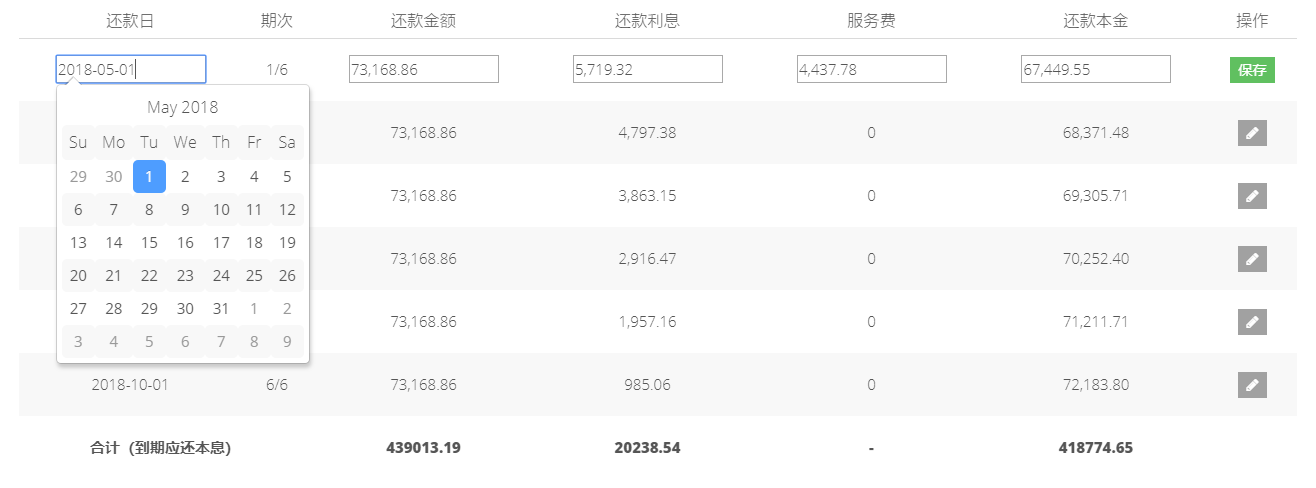 还款日 期次 还款金额 还款利息 服务费 还款本金 操作
2018-05-01 1/6 73,168.86 5,719.32 4,437.78 67,449.55 保存
May 2018
Su Mo Tu We Th Fr Sa
73,168.86 4,797.38 0 68,371.48
29 30 1 2 3 4 5
73,168.86 3,863.15 0 69,305.71
6 7 8 9 10 11 12
13 14 15 16 17 18 19
73,168.86 2,916.47 0 70,252.40
20 21 22 23 24 25 26
27 28 29 30 31 1 2
73,168.86 1,957.16 0 71,211.71
3 4 5 6 7 8 9
2018-10-01 6/6 73,168.86 985.06 0 72,183.80
合计（到期应还本息） 439013.19 20238.54 - 418774.65